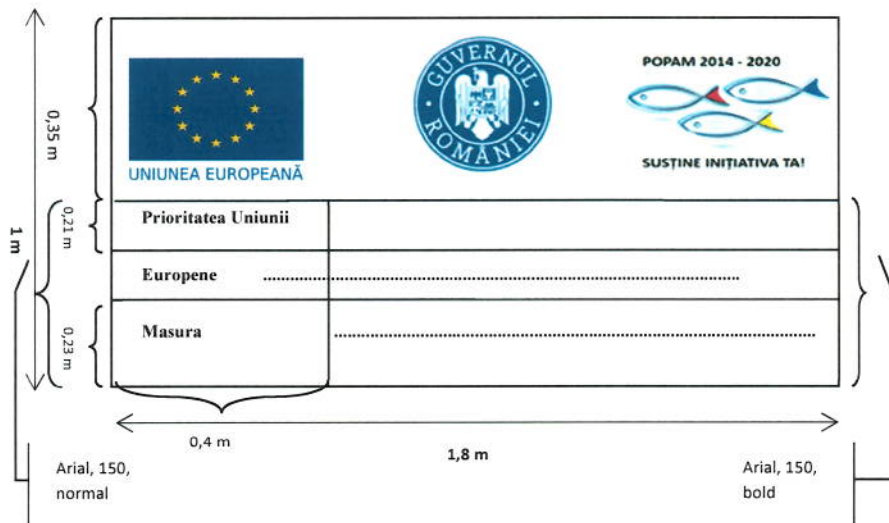 POPAM 2014 - 2020
GUVERNUL ROMÂNIEI
UNIUNEA EUROPEANĂ
SUSȚINE INIȚIATIVA TA!
0,35 m
Prioritatea Uniunii
0,21 m
1 m
Europene ................................................................
Masura ................................................................
0,23 m
0,4 m
1,8 m
Arial, 150,
normal
Arial, 150,
bold